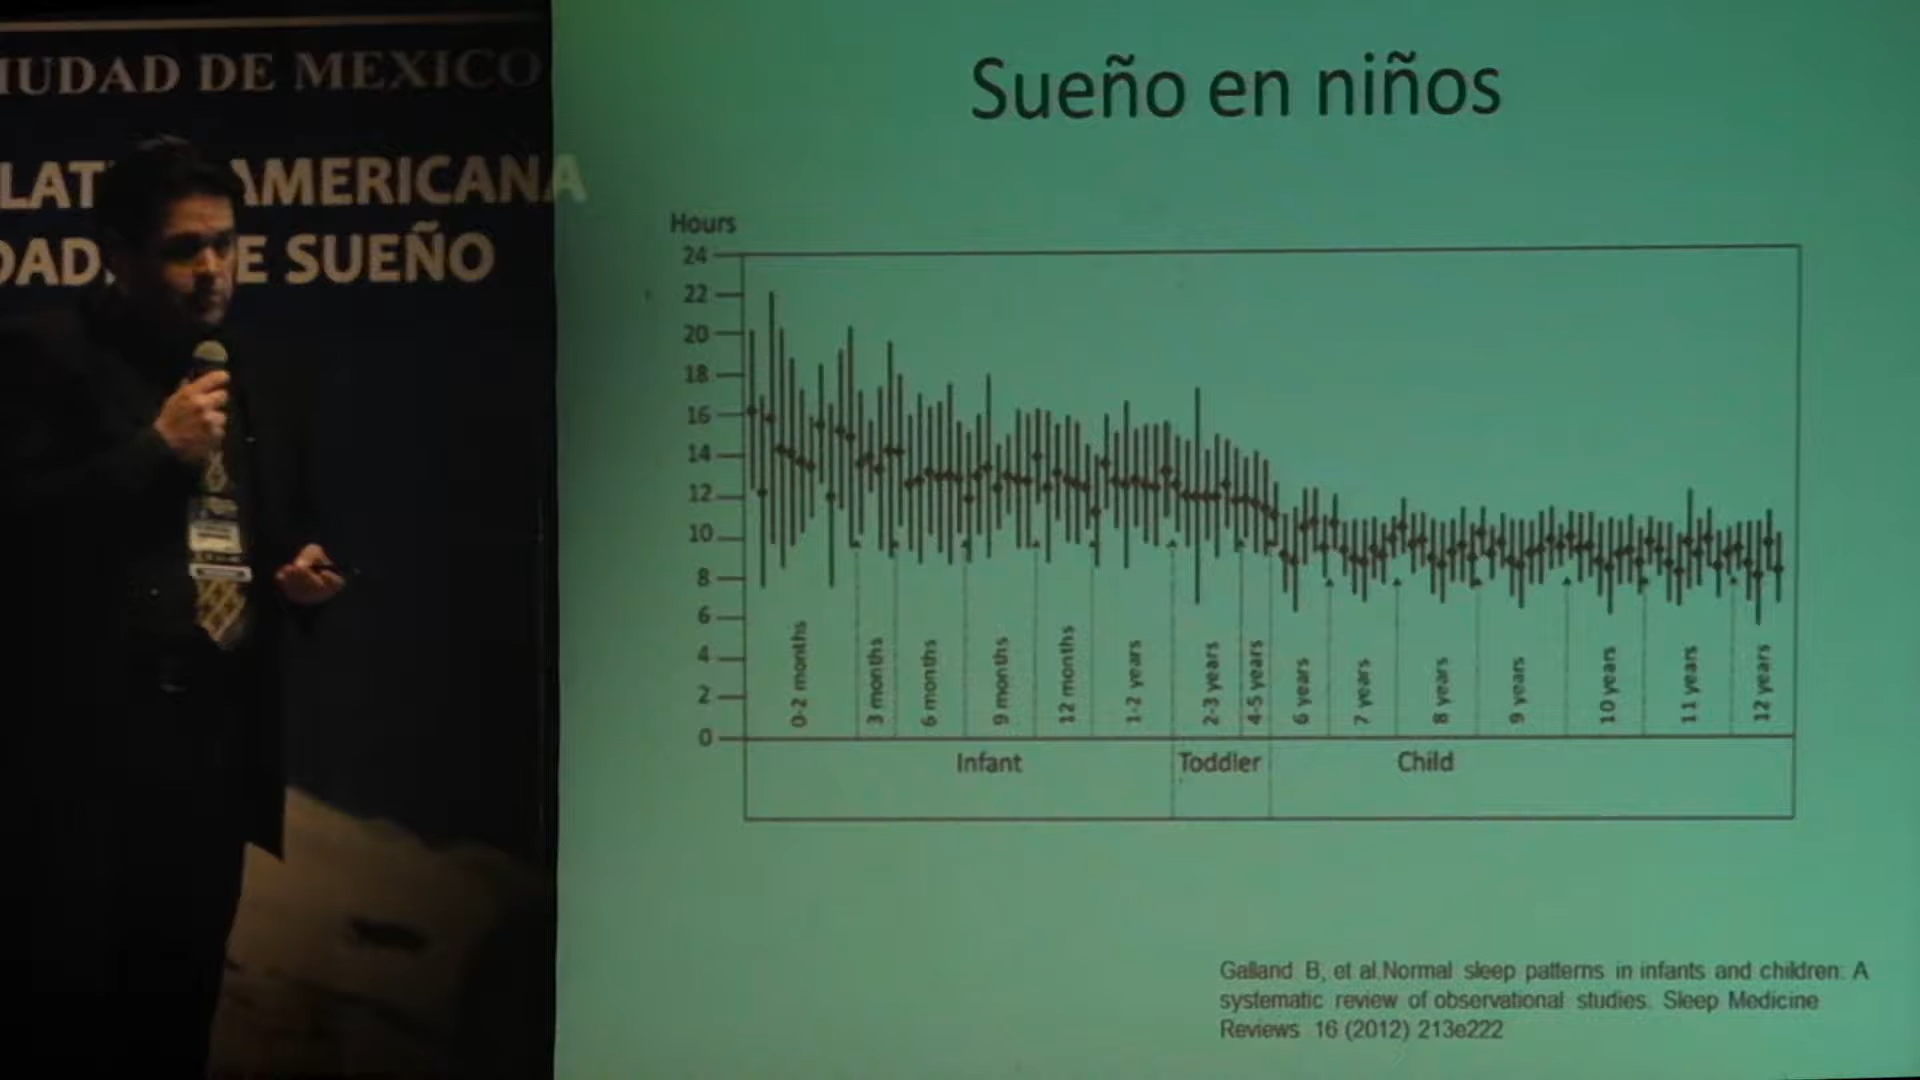 IUDAD DE MEXICO
LAT AMERICANA
DAD E SUEÑO
Sueño en niños
Hours
24
22
20
18
16
14
12
10
8
6
4
2
0
0-2 months
3 months
6 months
9 months
12 months
1-2 years
2-3 years
4-5 years
6 years
7 years
8 years
9 years
10 years
11 years
12 years
Infant
Toddler
Child
Galland B, et al.Normal sleep patterns in infants and children: A
systematic review of observational studies. Sleep Medicine
Reviews 16 (2012) 213e222